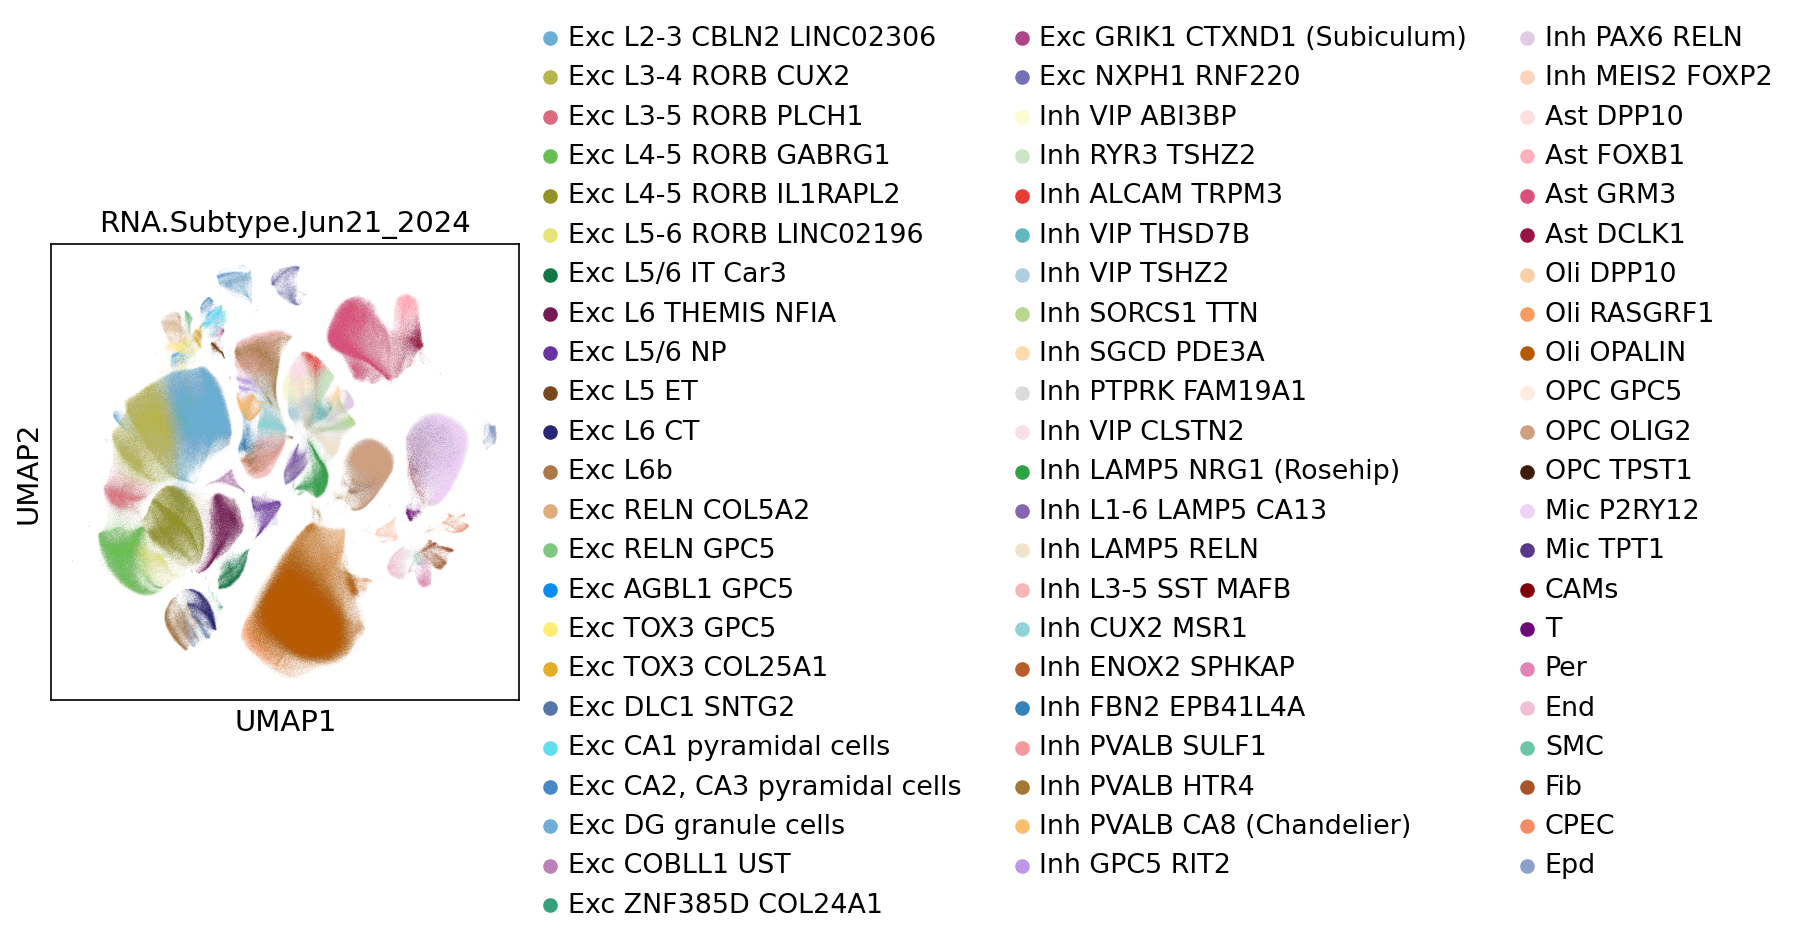 RNA.Subtype.Jun21_2024
UMAP2
UMAP1
Exc L2-3 CBLN2 LINC02306
Exc L3-4 RORB CUX2
Exc L3-5 RORB PLCH1
Exc L4-5 RORB GABRG1
Exc L4-5 RORB IL1RAPL2
Exc L5-6 RORB LINC02196
Exc L5/6 IT Car3
Exc L6 THEMIS NFIA
Exc L5/6 NP
Exc L5 ET
Exc L6 CT
Exc L6b
Exc RELN COL5A2
Exc RELN GPC5
Exc AGBL1 GPC5
Exc TOX3 GPC5
Exc TOX3 COL25A1
Exc DLC1 SNTG2
Exc CA1 pyramidal cells
Exc CA2, CA3 pyramidal cells
Exc DG granule cells
Exc COBLL1 UST
Exc ZNF385D COL24A1
Exc GRIK1 CTXND1 (Subiculum)
Exc NXPH1 RNF220
Inh VIP ABI3BP
Inh RYR3 TSHZ2
Inh ALCAM TRPM3
Inh VIP THSD7B
Inh VIP TSHZ2
Inh SORCS1 TTN
Inh SGCD PDE3A
Inh PTPRK FAM19A1
Inh VIP CLSTN2
Inh LAMP5 NRG1 (Rosehip)
Inh L1-6 LAMP5 CA13
Inh LAMP5 RELN
Inh L3-5 SST MAFB
Inh CUX2 MSR1
Inh ENOX2 SPHKAP
Inh FBN2 EPB41L4A
Inh PVALB SULF1
Inh PVALB HTR4
Inh PVALB CA8 (Chandelier)
Inh GPC5 RIT2
Inh PAX6 RELN
Inh MEIS2 FOXP2
Ast DPP10
Ast FOXB1
Ast GRM3
Ast DCLK1
Oli DPP10
Oli RASGRF1
Oli OPALIN
OPC GPC5
OPC OLIG2
OPC TPST1
Mic P2RY12
Mic TPT1
CAMs
T
Per
End
SMC
Fib
CPEC
Epd